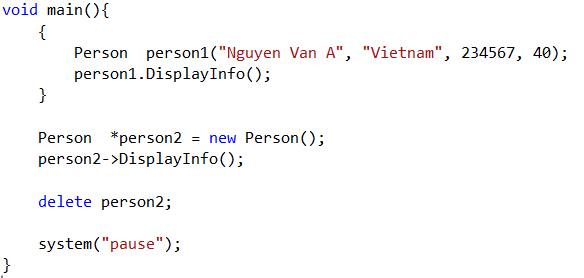 void main(){
    {
        Person  person1("Nguyen Van A", "Vietnam", 234567, 40);
        person1.DisplayInfo();
    }
    Person  *person2 = new Person();
    person2->DisplayInfo();
    delete person2;
    system("pause");
}